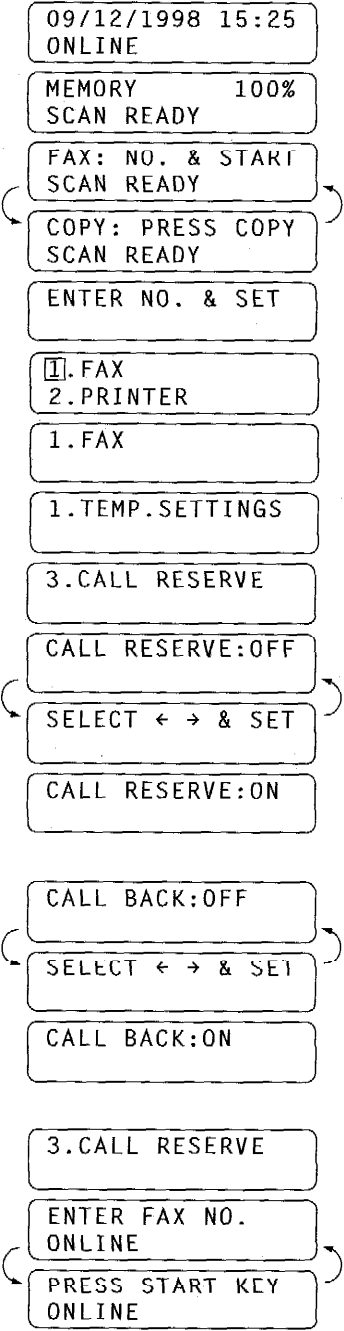 09/12/1998 15:25
ONLINE
MEMORY 100%
SCAN READY
FAX: NO. & START
SCAN READY
COPY: PRESS COPY
SCAN READY
ENTER NO. & SET
1.FAX
2.PRINTER
1.FAX
1.TEMP.SETTINGS
3.CALL RESERVE
CALL RESERVE:OFF
SELECT ← → & SET
CALL RESERVE:ON
CALL BACK:OFF
SELECT ← → & SET
CALL BACK:ON
3.CALL RESERVE
ENTER FAX NO.
ONLINE
PRESS START KEY
ONLINE